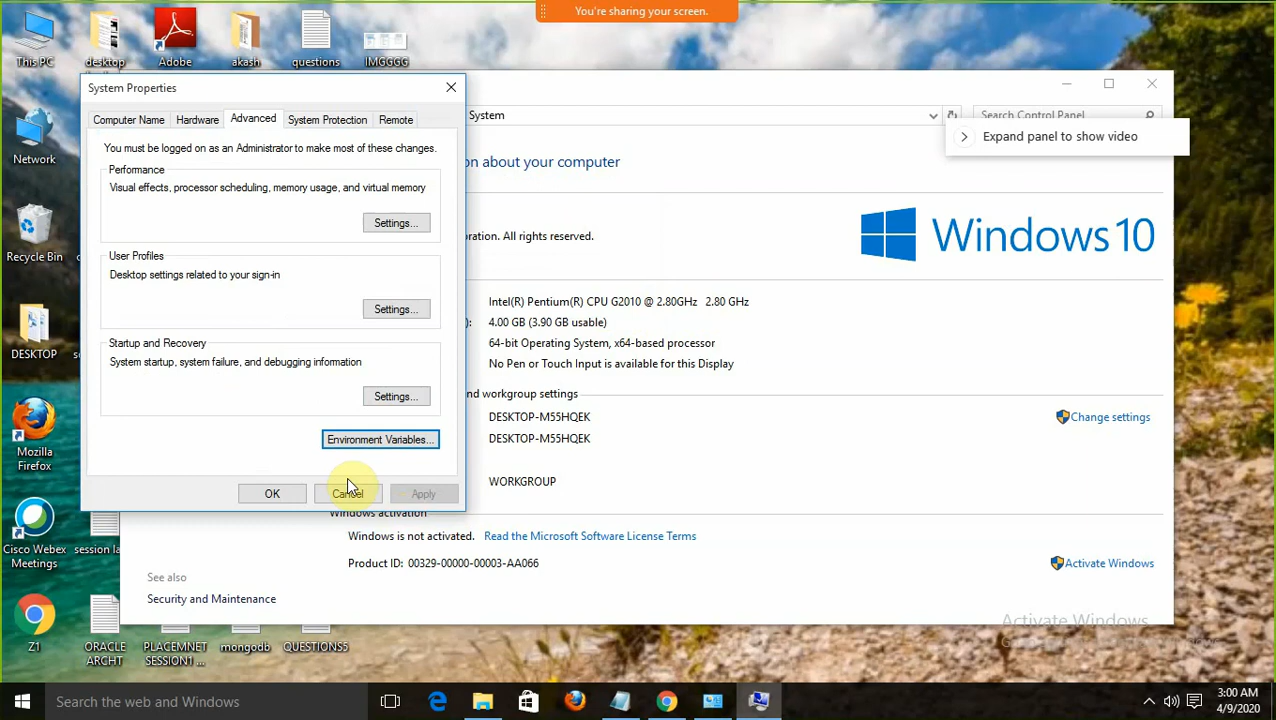 You're sharing your screen.
This PC
desktop
Adobe
akash
questions
IMGGGG
System Properties
Computer Name
Hardware
Advanced
System Protection
Remote
You must be logged on as an Administrator to make most of these changes.
Performance
Visual effects, processor scheduling, memory usage, and virtual memory
Settings...
User Profiles
Desktop settings related to your sign-in
Settings...
Startup and Recovery
System startup, system failure, and debugging information
Settings...
Environment Variables...
OK
Cancel
Apply
System
Search Control Panel
Expand panel to show video
on about your computer
oration. All rights reserved.
Windows 10
Intel(R) Pentium(R) CPU G2010 @ 2.80GHz 2.80 GHz
): 4.00 GB (3.90 GB usable)
64-bit Operating System, x64-based processor
No Pen or Touch Input is available for this Display
nd workgroup settings
DESKTOP-M55HQEK
Change settings
DESKTOP-M55HQEK
WORKGROUP
Windows activation
Windows is not activated. Read the Microsoft Software License Terms
Product ID: 00329-00000-00003-AA066
Activate Windows
See also
Security and Maintenance
Activate Windows
Network
Recycle Bin
DESKTOP
Mozilla
Firefox
Cisco Webex
Meetings
session la
Z1
ORACLE
ARCHT
PLACEMNET
SESSION1 ...
mongodb
QUESTIONS5
Search the web and Windows
3:00 AM
4/9/2020